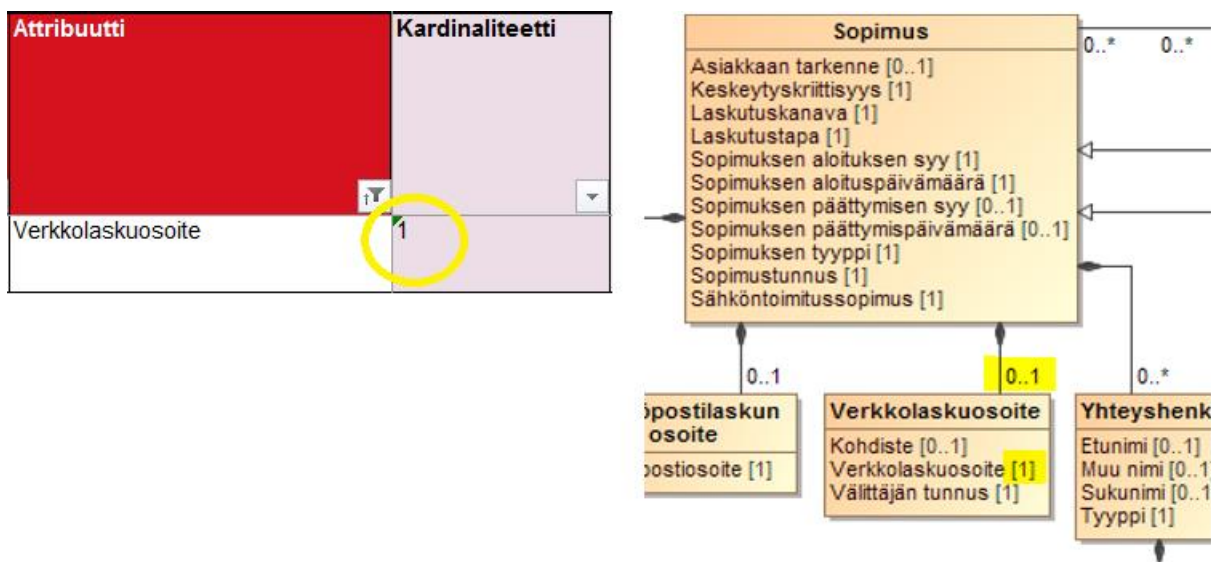 Attribuutti Kardinaliteetti
Verkkolaskuosoite 1
Sopimus
Asiakkaan tarkenne [0..1]
Keskeytyskriittisyys [1]
Laskutuskanava [1]
Laskutustapa [1]
Sopimuksen aloituksen syy [1]
Sopimuksen aloituspäivämäärä [1]
Sopimuksen päättymisen syy [0..1]
Sopimuksen päättymispäivämäärä [0..1]
Sopimuksen tyyppi [1]
Sopimustunnus [1]
Sähköntoimitussopimus [1]
0..* 0..*
0..1 0..1 0..*
öpostilaskun
osoite
postiosoite [1]
Verkkolaskuosoite
Kohdiste [0..1]
Verkkolaskuosoite [1]
Välittäjän tunnus [1]
Yhteyshenk
Etunimi [0..1]
Muu nimi [0..1
Sukunimi [0..1
Tyyppi [1]